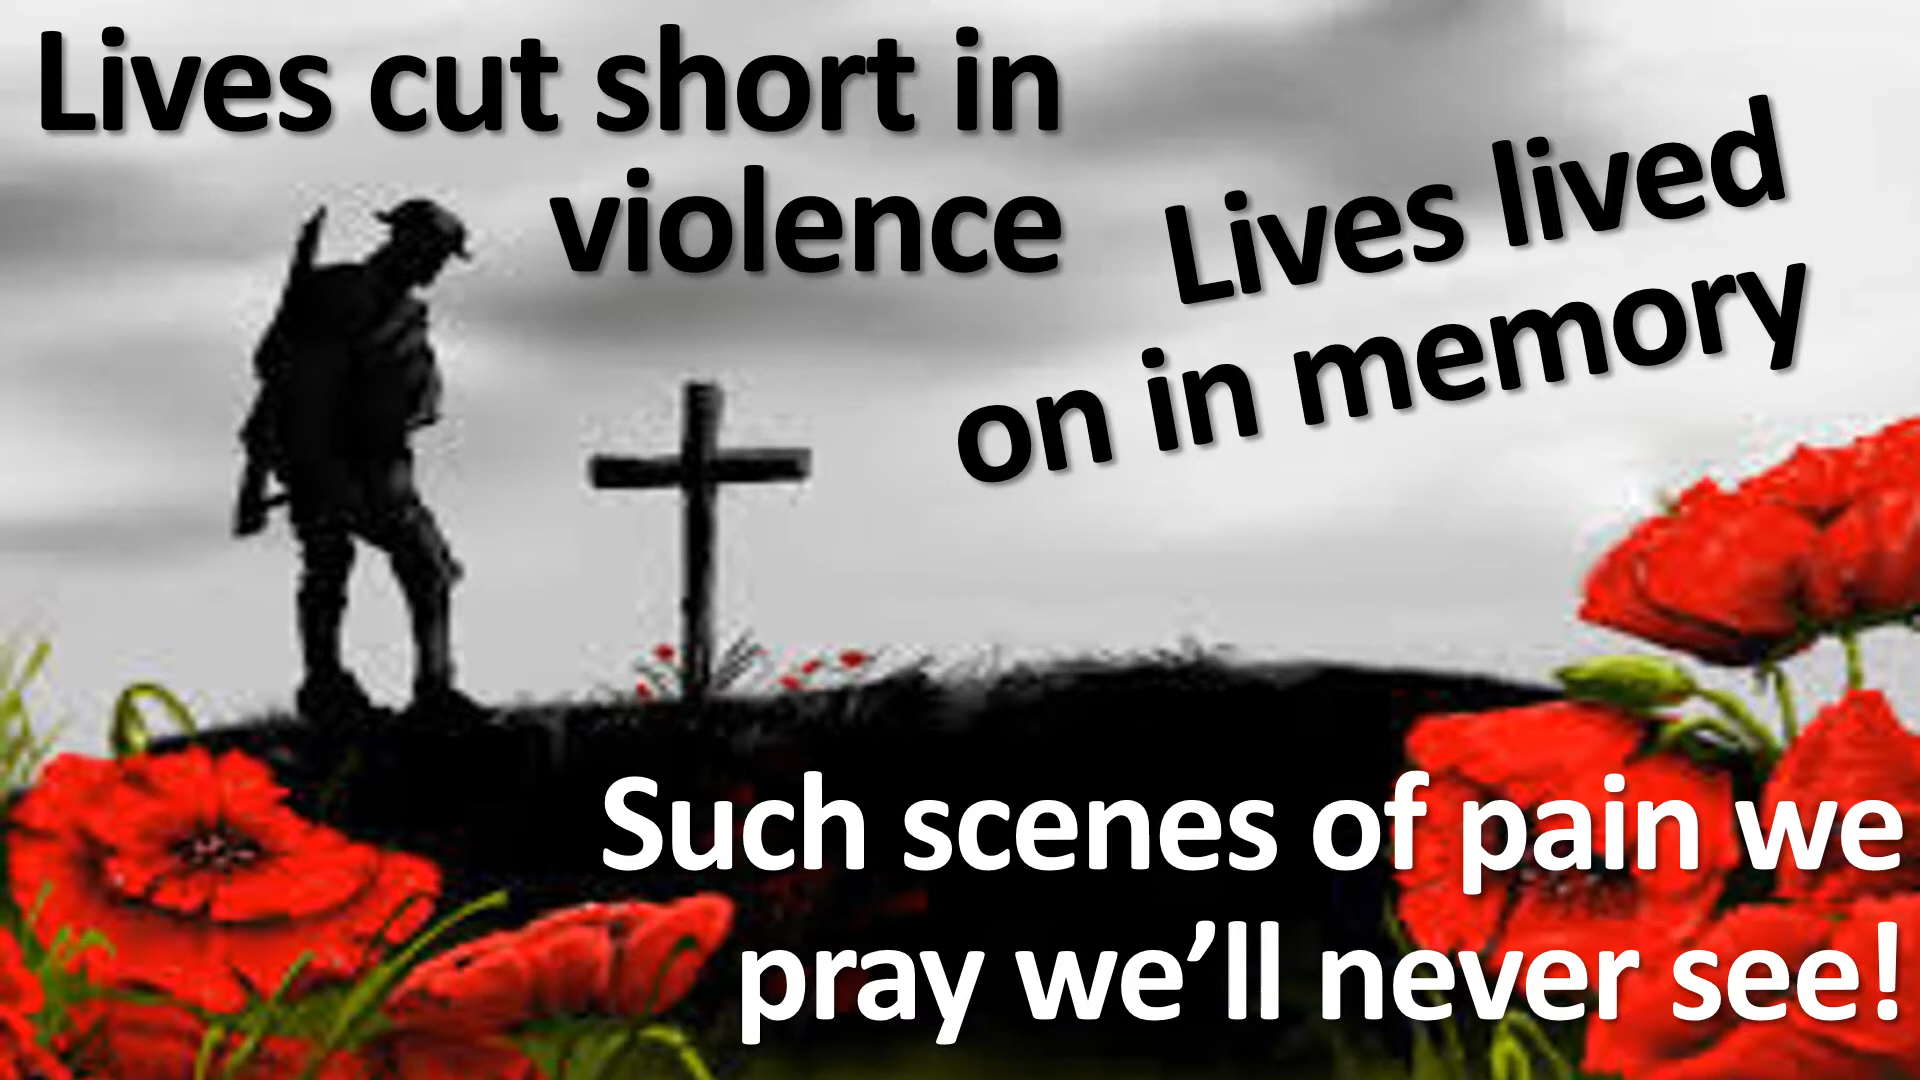 Lives cut short in
violence
Lives lived
on in memory
Such scenes of pain we
pray we’ll never see!